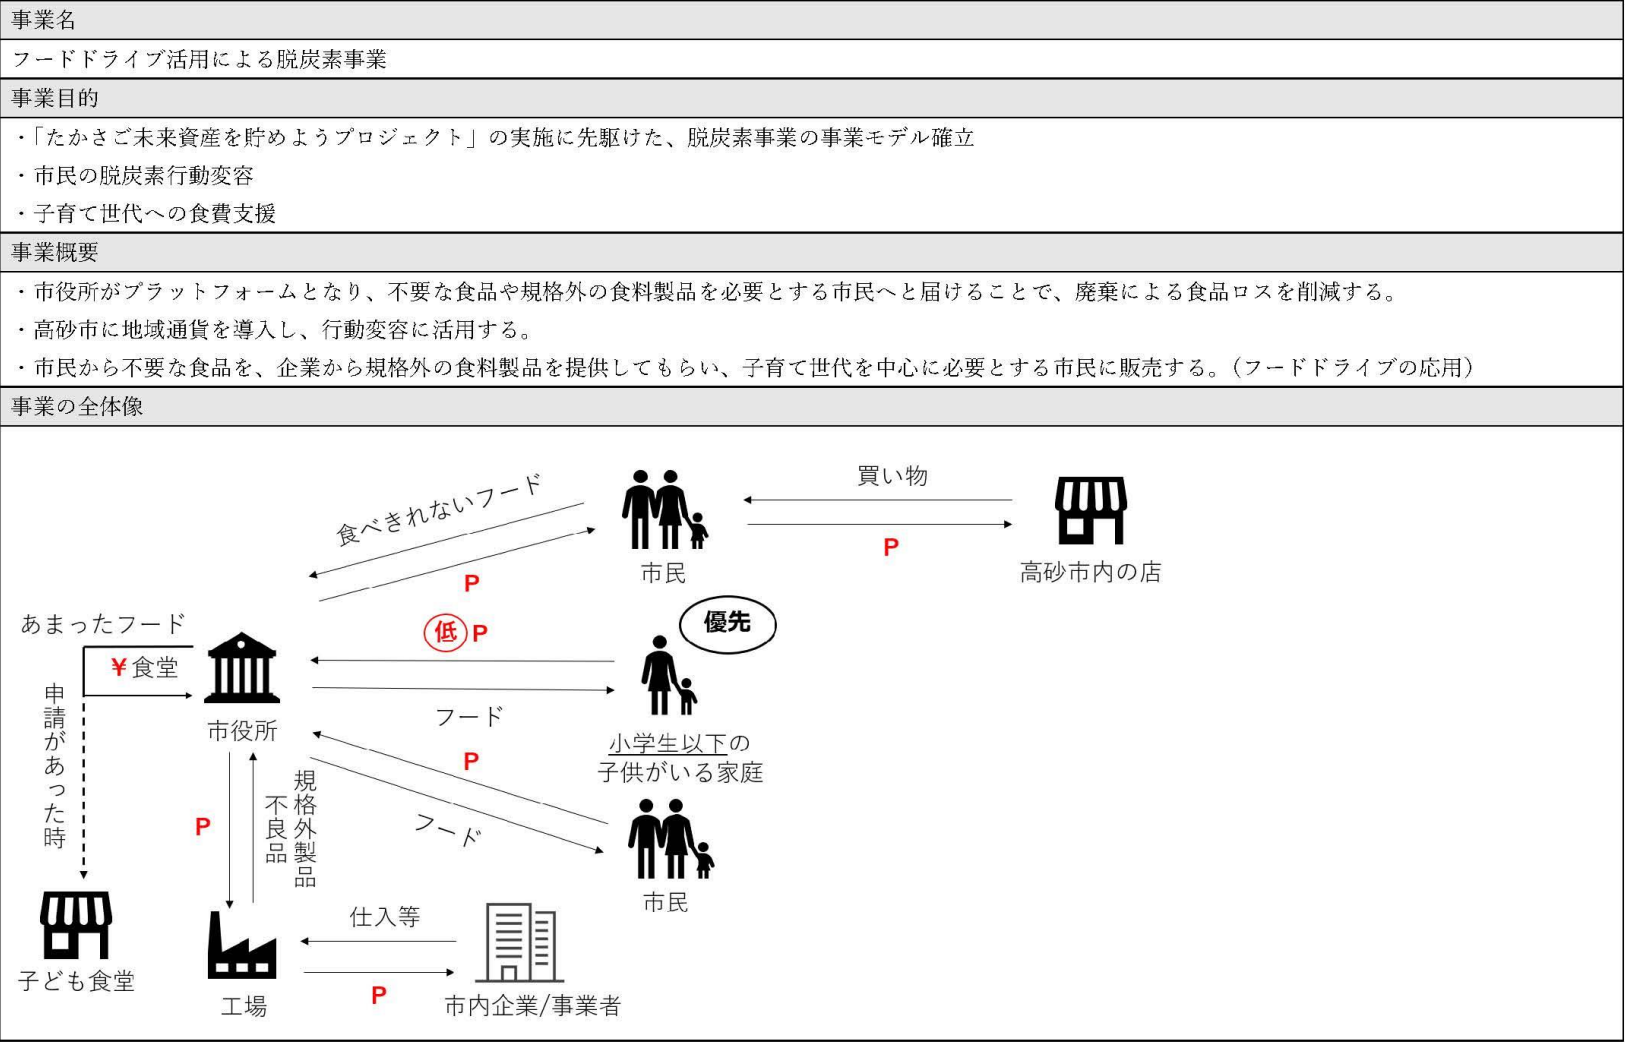 事業名
フードドライブ活用による脱炭素事業
事業目的
・「たかさご未来資産を貯めようプロジェクト」の実施に先駆けた、脱炭素事業の事業モデル確立
・市民の脱炭素行動変容
・子育て世代への食費支援
事業概要
・市役所がプラットフォームとなり、不要な食品や規格外の食料製品を必要とする市民へと届けることで、廃棄による食品ロスを削減する。
・高砂市に地域通貨を導入し、行動変容に活用する。
・市民から不要な食品を、企業から規格外の食料製品を提供してもらい、子育て世代を中心に必要とする市民に販売する。（フードドライブの応用）
事業の全体像
食べきれないフード
P
市民
買い物
P
高砂市内の店
あまったフード
¥食堂
申請があった時
市役所
低P
フード
優先
小学生以下の
子供がいる家庭
P
フード
市民
P
規格外製品
不良品
子ども食堂
工場
仕入等
P
市内企業/事業者